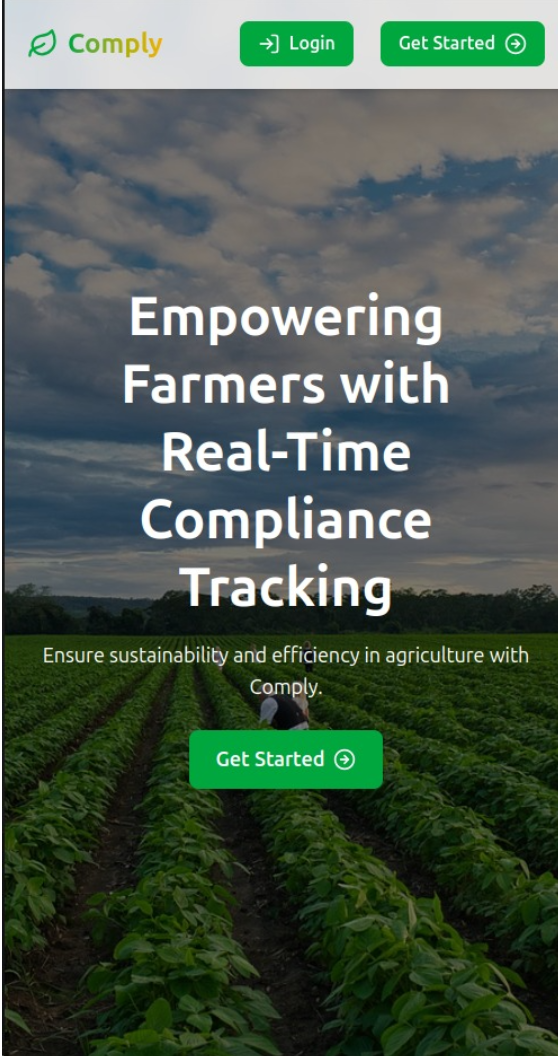 Comply
Login
Get Started
Empowering
Farmers with
Real-Time
Compliance
Tracking
Ensure sustainability and efficiency in agriculture with
Comply.
Get Started